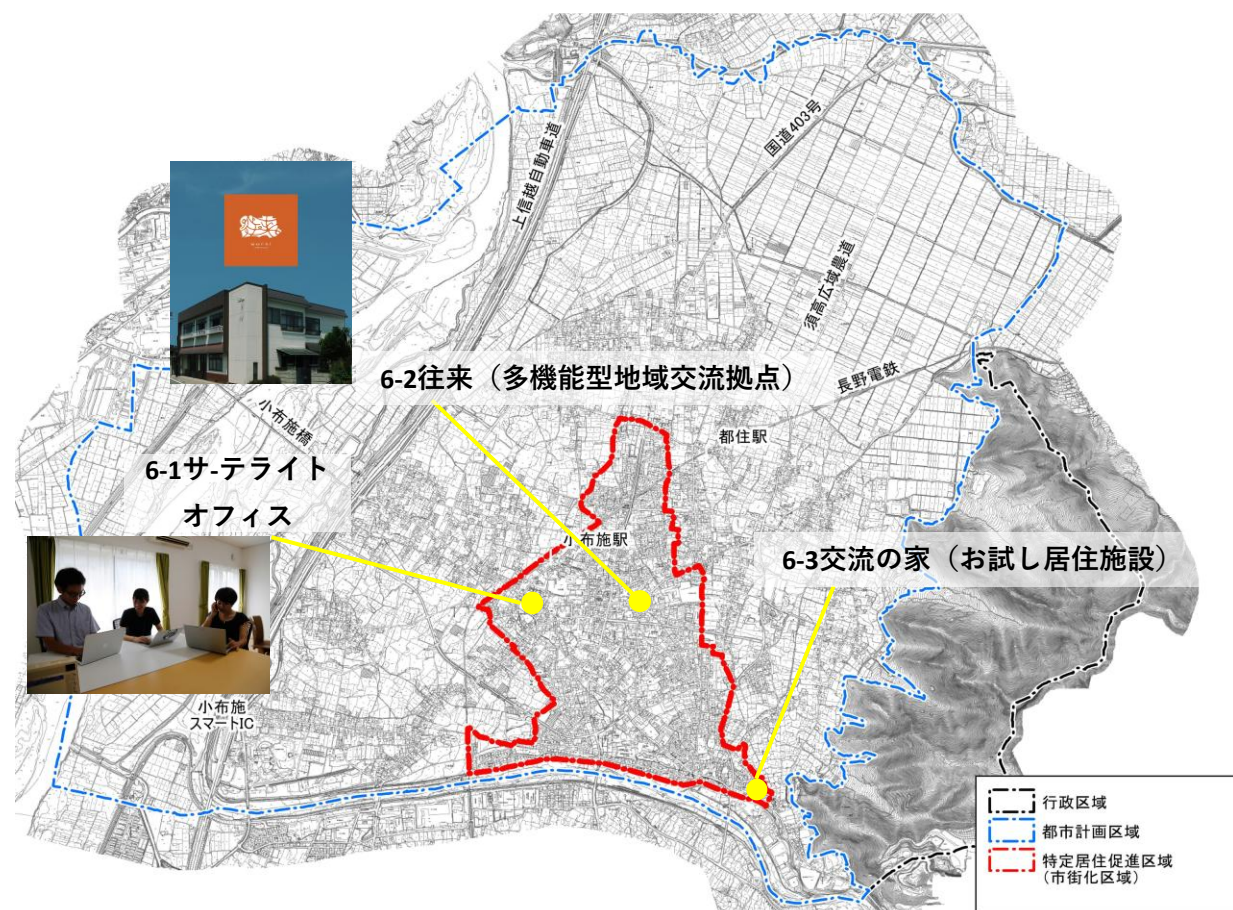 国道403号
上信越自動車道
須高広域農道
6-2往来（多機能型地域交流拠点）
長野電鉄
小布施橋
都住駅
6-1サ-テライト
オフィス
小布施駅
6-3交流の家（お試し居住施設）
小布施
スマートIC
行政区域
都市計画区域
特定居住促進区域
（市街化区域）